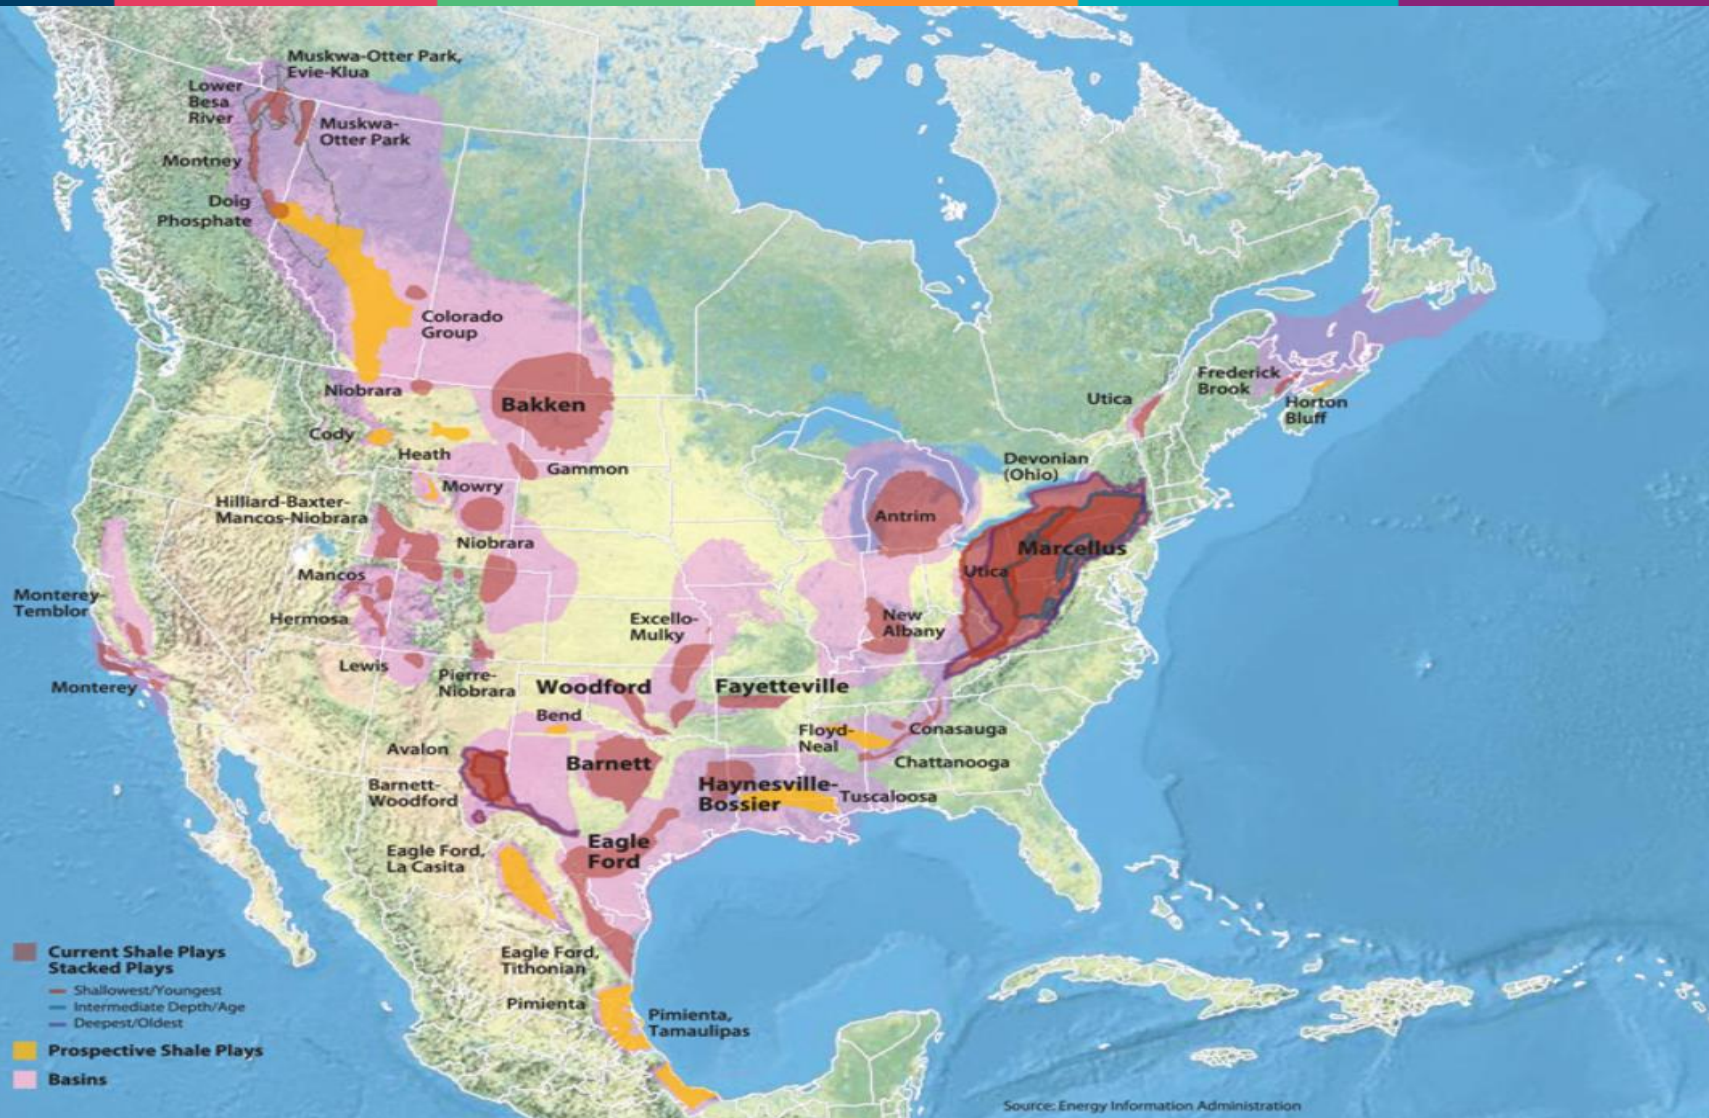 Muskwa-Otter Park,
Evie-Klua
Lower
Besa
River
Muskwa-
Otter Park
Montney
Doig
Phosphate
Colorado
Group
Niobrara
Bakken
Cody
Heath
Gammon
Mowry
Hilliard-Baxter-
Mancos-Niobrara
Niobrara
Mancos
Hermosa
Lewis
Pierre-
Niobrara
Monterey-
Temblor
Monterey
Excello-
Mulky
Woodford
Fayetteville
Bend
Avalon
Barnett-
Woodford
Barnett
Haynesville-
Bossier
Tuscaloosa
Floyd-
Neal
Conasauga
Chattanooga
Eagle
Ford
Eagle Ford,
La Casita
Eagle Ford,
Tithonian
Pimienta
Pimienta,
Tamaulipas
Antrim
New
Albany
Devonian
(Ohio)
Marcellus
Utica
Utica
Frederick
Brook
Horton
Bluff
Current Shale Plays
Stacked Plays
Shallowest/Youngest
Intermediate Depth/Age
Deepest/Oldest
Prospective Shale Plays
Basins
Source: Energy Information Administration